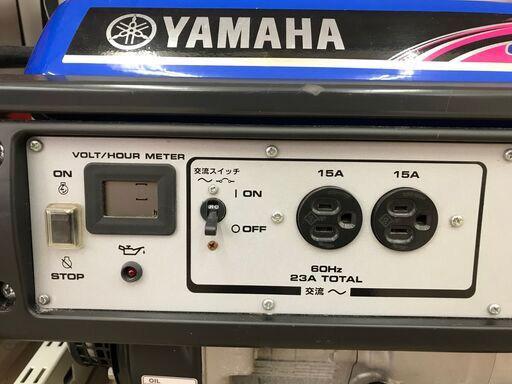 YAMAHA
VOLT/HOUR METER
ON
STOP
交流スイッチ
ON
OFF
15A
15A
60Hz
23A TOTAL
交流
OIL